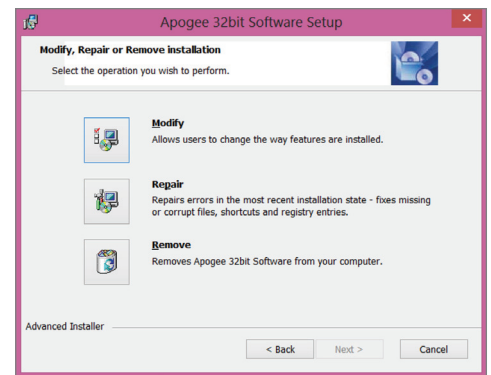 Apogee 32bit Software Setup
Modify, Repair or Remove installation
Select the operation you wish to perform.
Modify
Allows users to change the way features are installed.
Repair
Repairs errors in the most recent installation state - fixes missing
or corrupt files, shortcuts and registry entries.
Remove
Removes Apogee 32bit Software from your computer.
Advanced Installer
< Back Next > Cancel